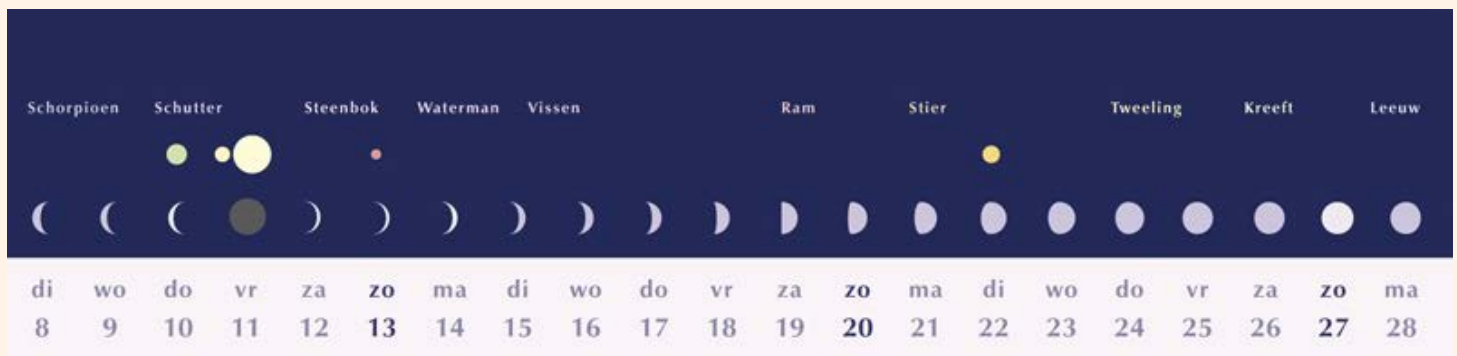 Schorpioen Schutter Steenbok Waterman Vissen Ram Stier Tweeling Kreeft Leeuw
di wo do vr za zo ma di wo do vr za zo ma di wo do vr za zo ma
8 9 10 11 12 13 14 15 16 17 18 19 20 21 22 23 24 25 26 27 28